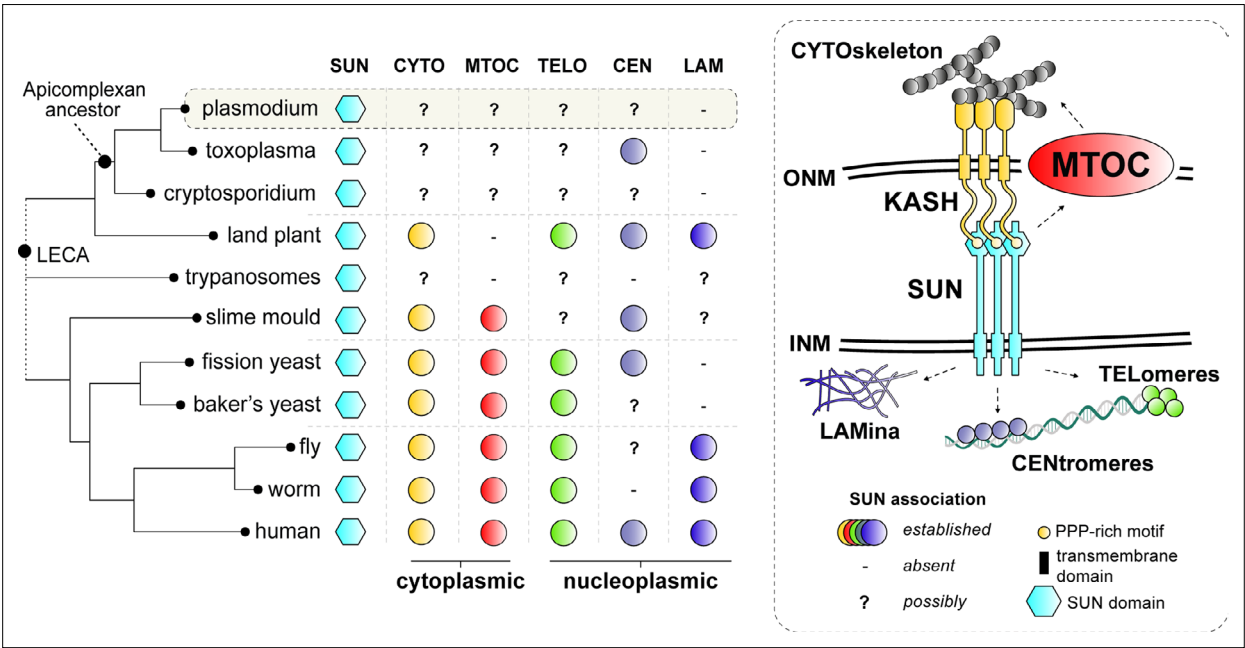 SUN CYTO MTOC TELO CEN LAM
Apicomplexan
ancestor
plasmodium ? ? ? ? -
toxoplasma ? ? ? -
cryptosporidium ? ? ? ? -
land plant -
LECA
trypanosomes ? - ? - ?
slime mould ? ?
fission yeast -
baker's yeast ? -
fly ?
worm -
human
cytoplasmic nucleoplasmic
CYTOskeleton
MTOC
ONM
KASH
SUN
INM
TELomeres
LAMina
CENtromeres
SUN association
established
- absent
? possibly
PPP-rich motif
transmembrane
domain
SUN domain